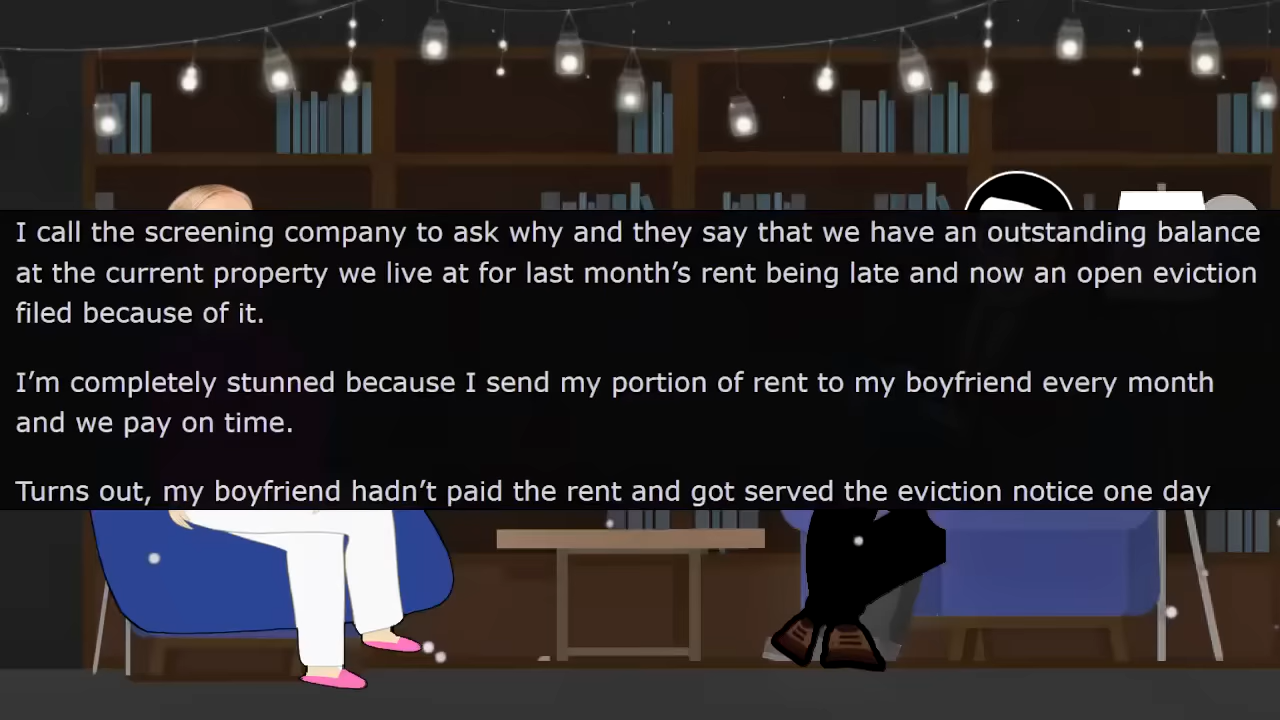 I call the screening company to ask why and they say that we have an outstanding balance
at the current property we live at for last month’s rent being late and now an open eviction
filed because of it.
I’m completely stunned because I send my portion of rent to my boyfriend every month
and we pay on time.
Turns out, my boyfriend hadn’t paid the rent and got served the eviction notice one day